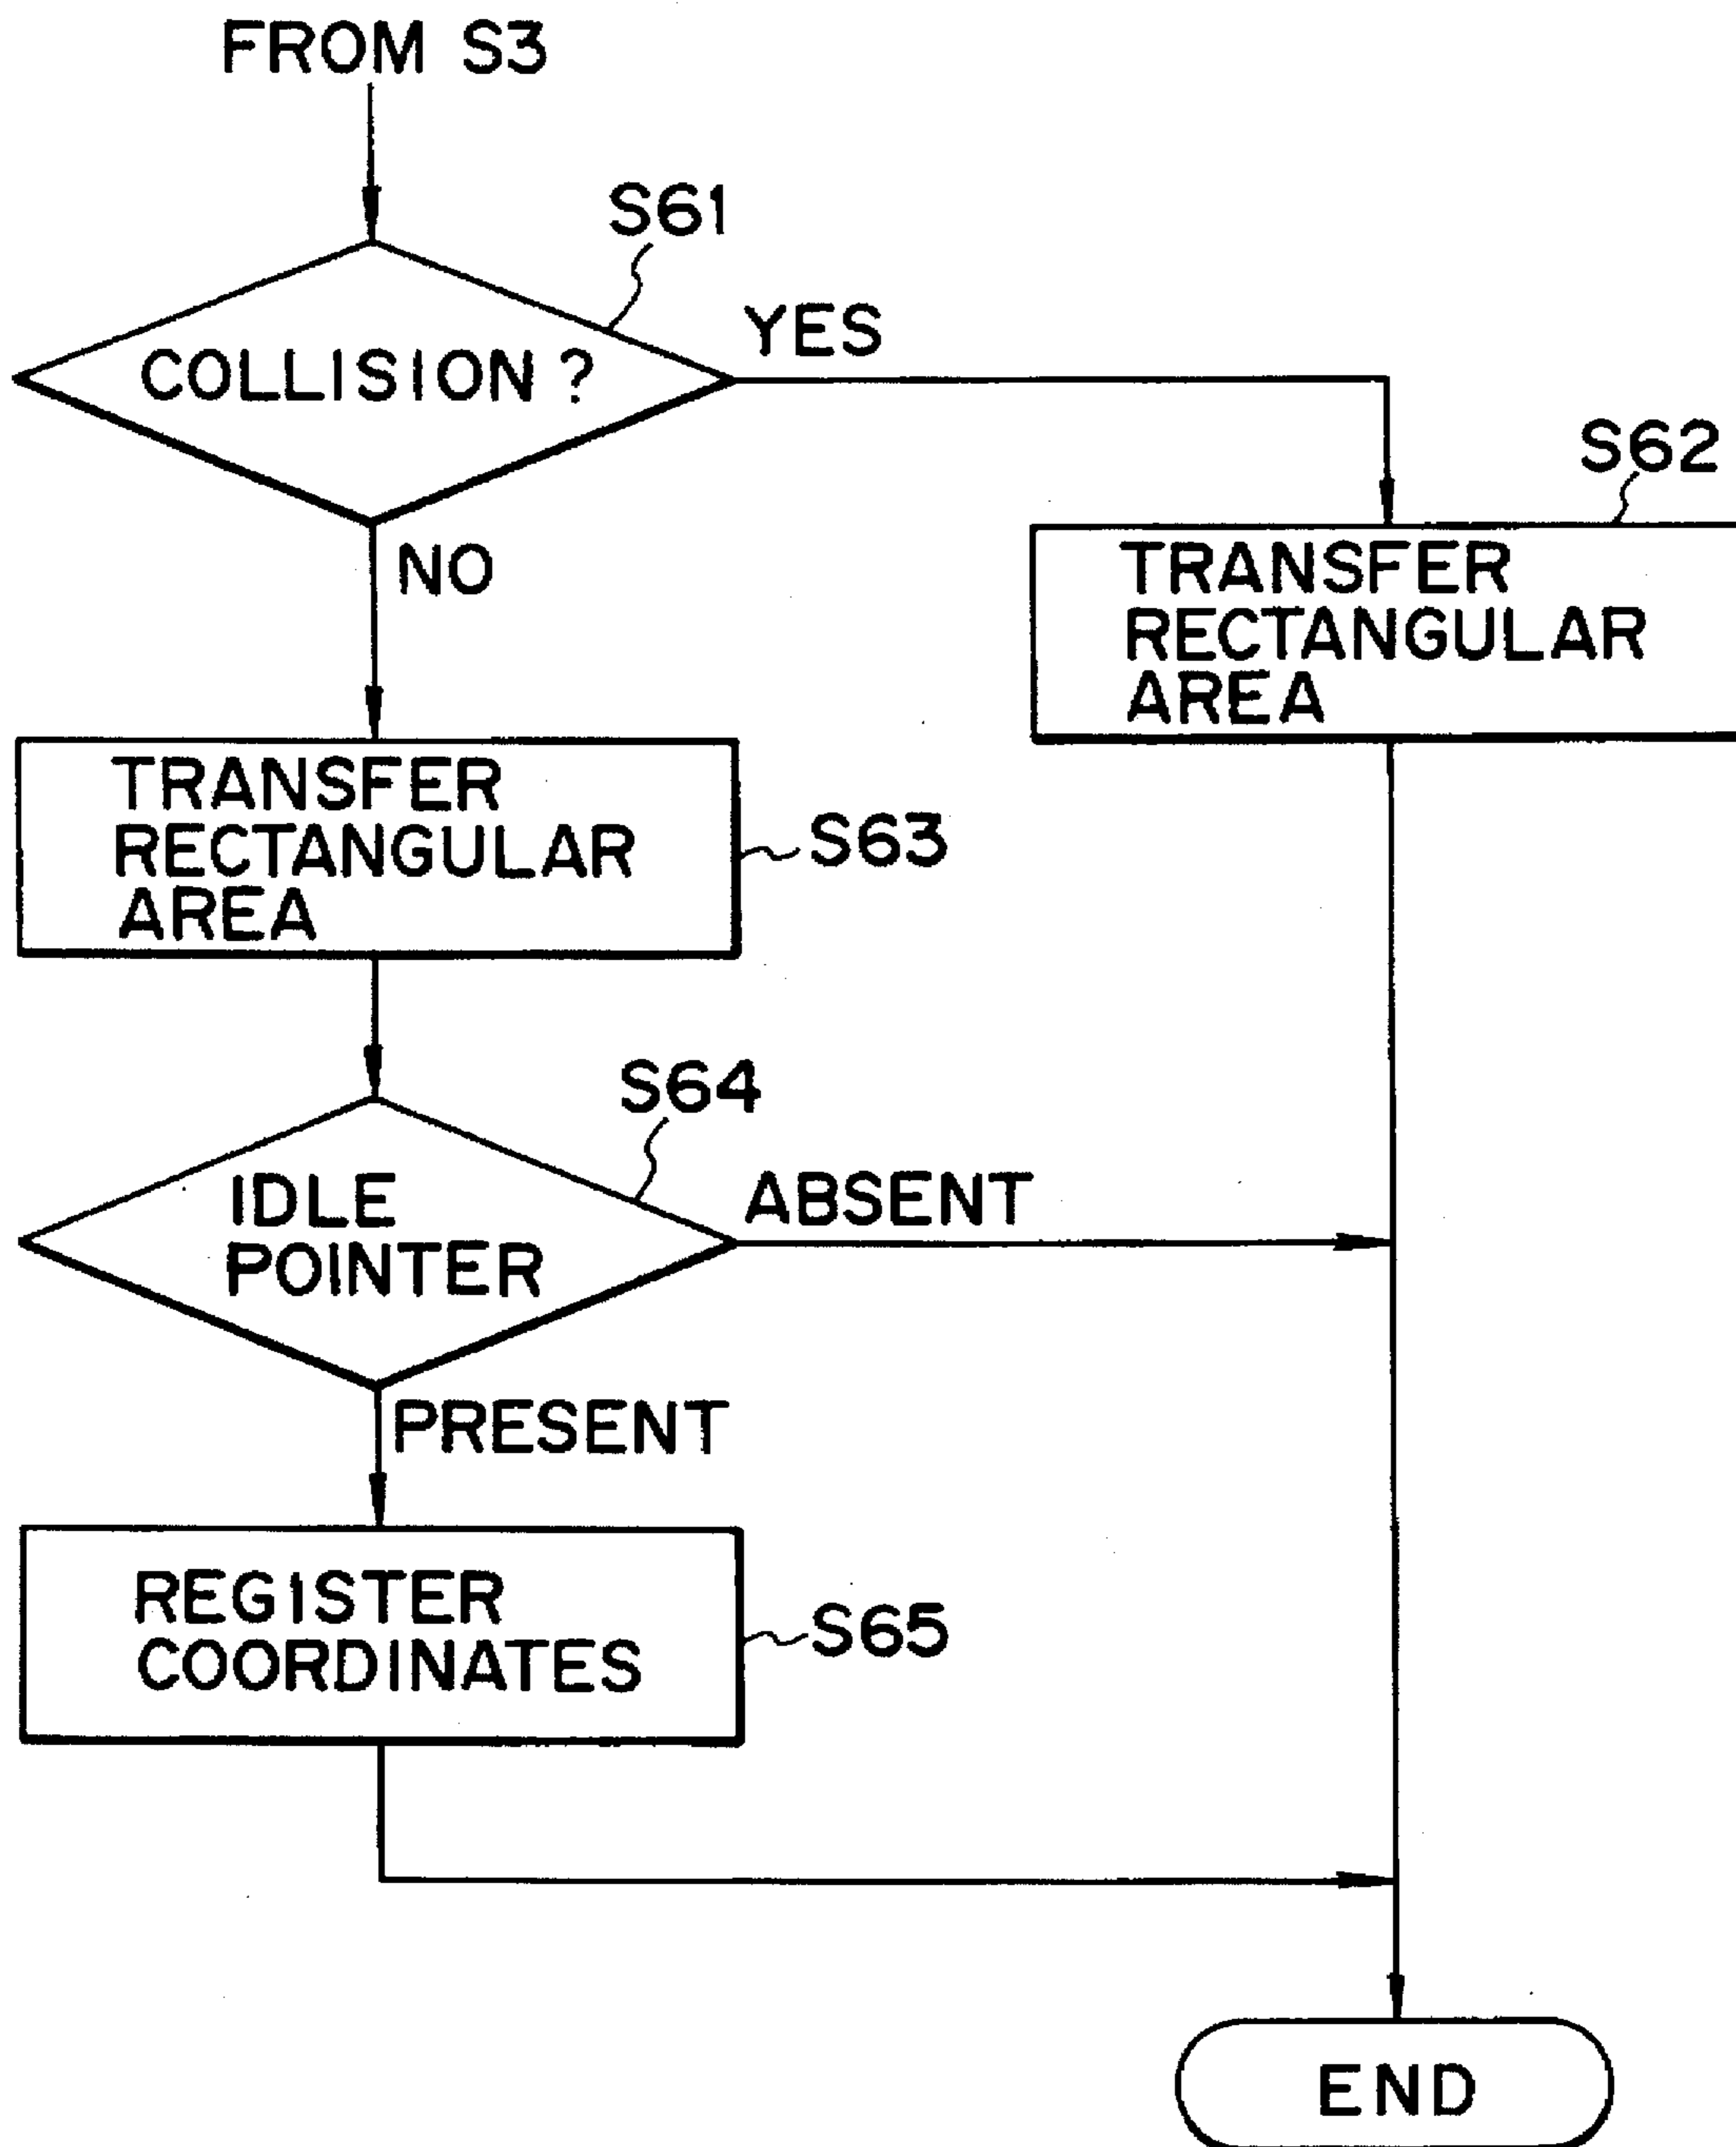 FROM S3
S61
COLLISION?
YES
S62
NO
TRANSFER
RECTANGULAR
AREA
TRANSFER
RECTANGULAR
AREA
S63
S64
IDLE
POINTER
ABSENT
PRESENT
REGISTER
COORDINATES
S65
END